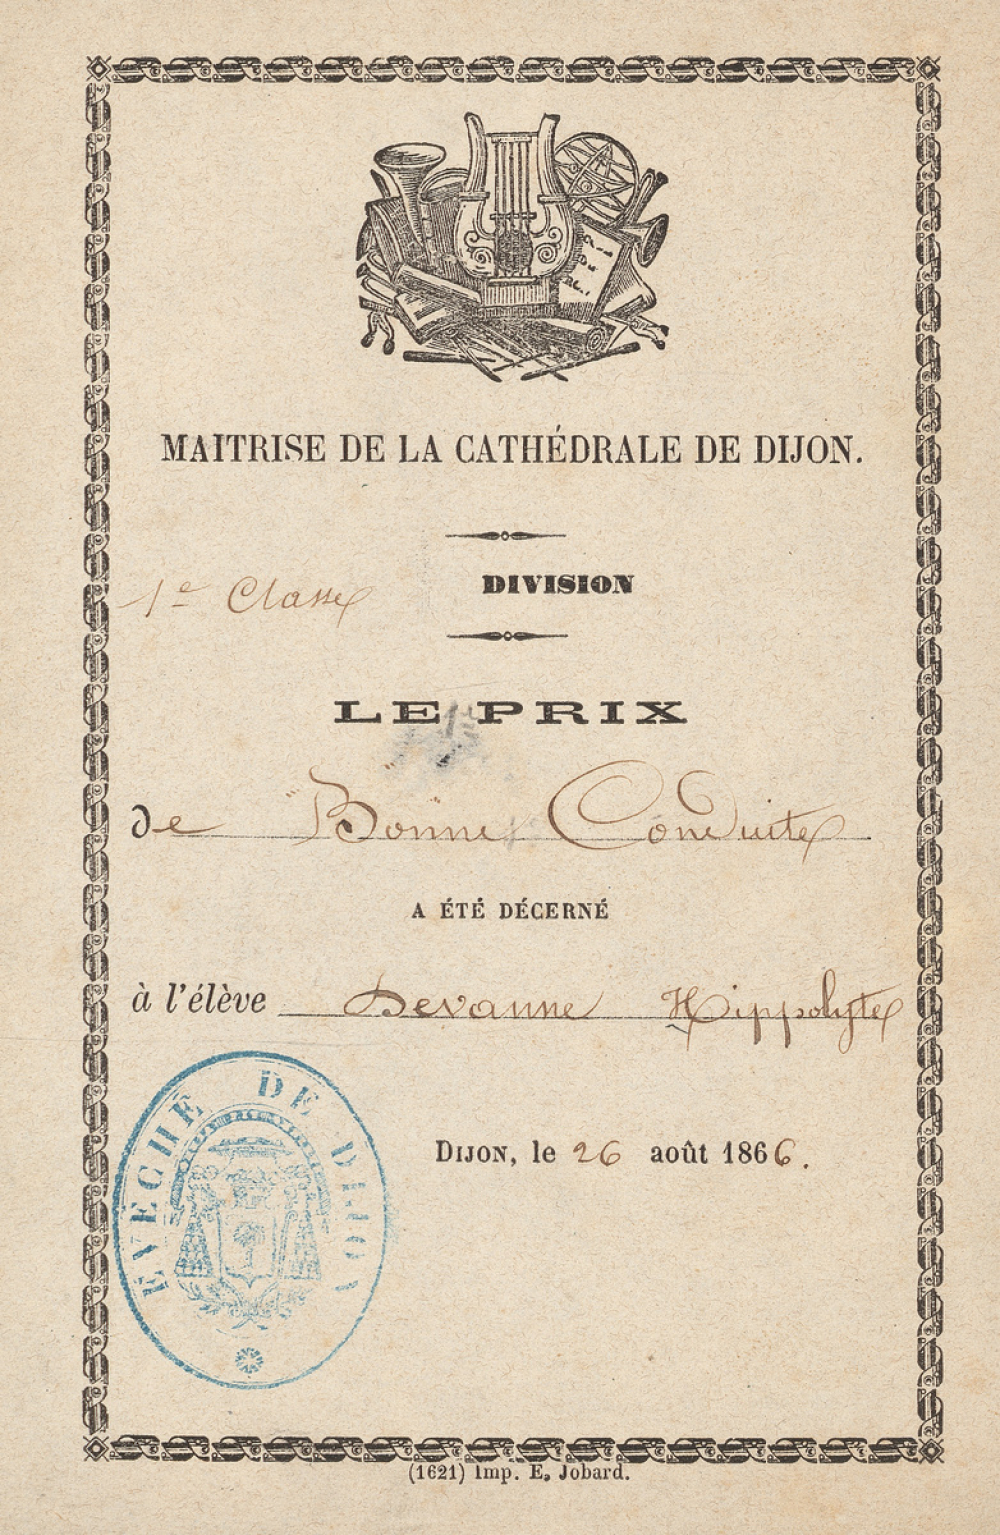 MAITRISE DE LA CATHÉDRALE DE DIJON.
1e Classe DIVISION
LE PRIX
de Bonne Conduite
A ÉTÉ DÉCERNÉ
à l'élève Devanne Hippolyte
DIJON, le 26 août 1866.
EVÊCHÉ DE DIJON
(1621) Imp. E. Jobard.